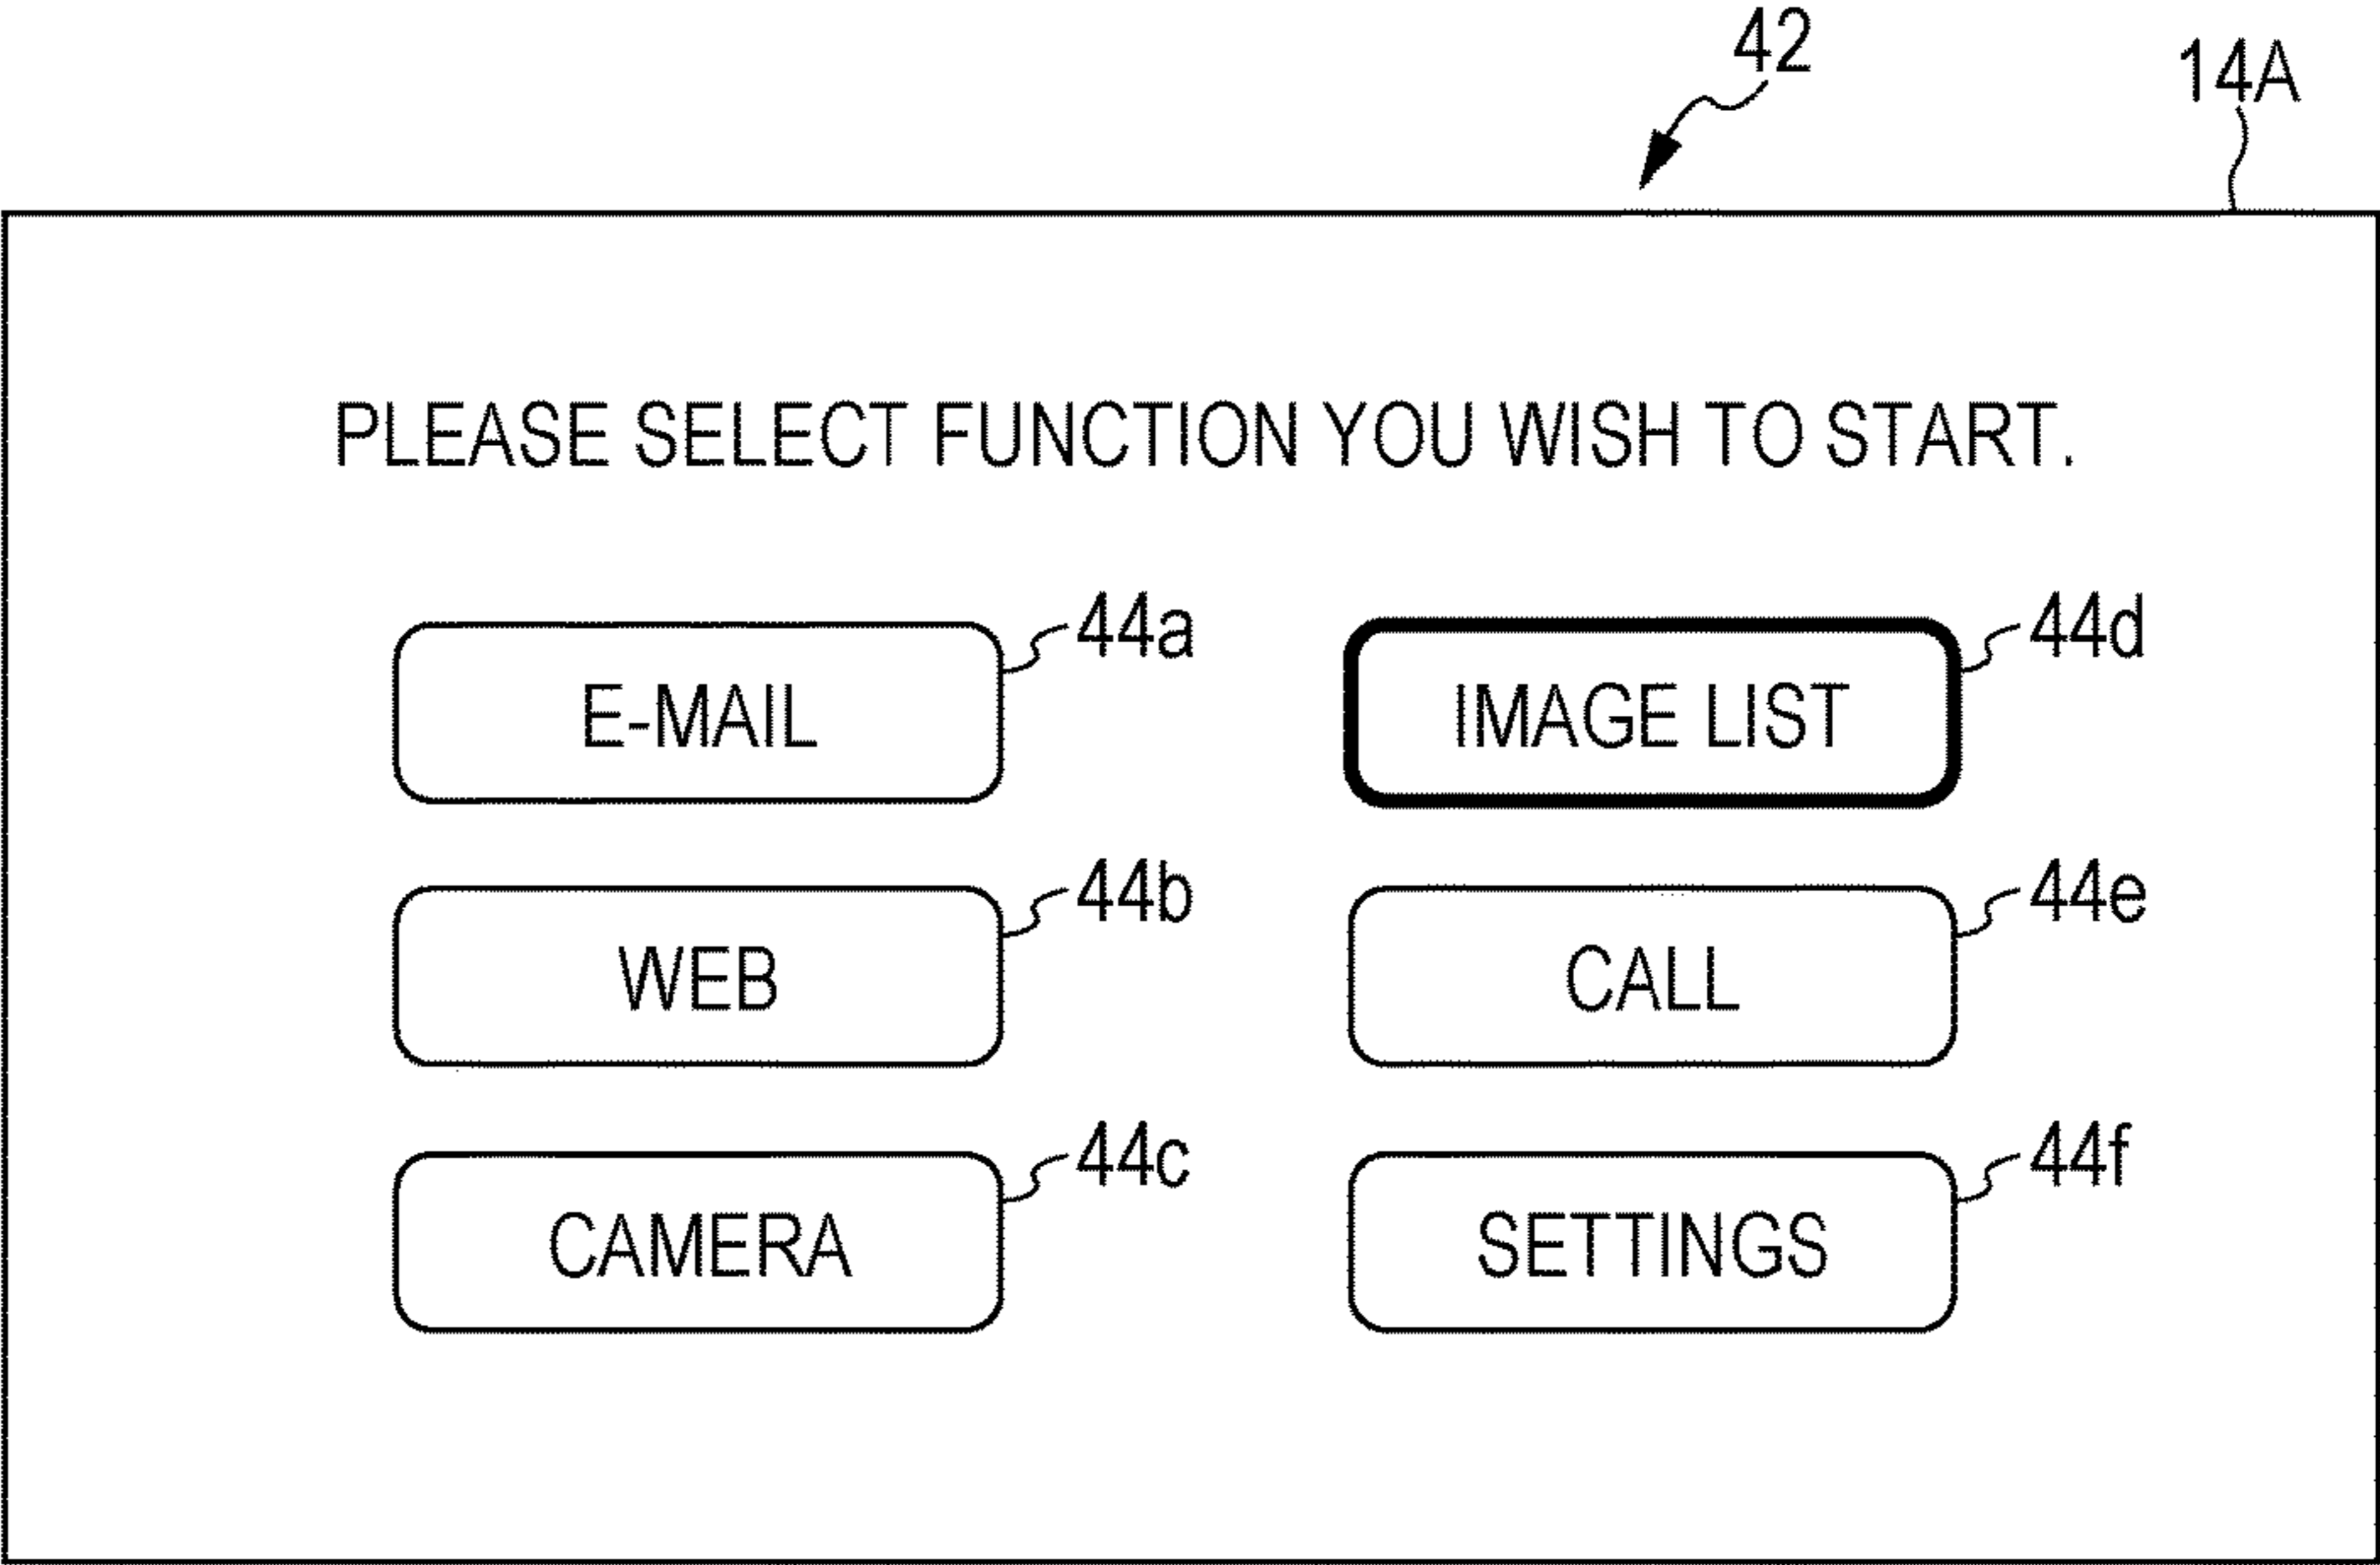 42
14A
PLEASE SELECT FUNCTION YOU WISH TO START.
44a
44d
E-MAIL
IMAGE LIST
44b
44e
WEB
CALL
44c
44f
CAMERA
SETTINGS